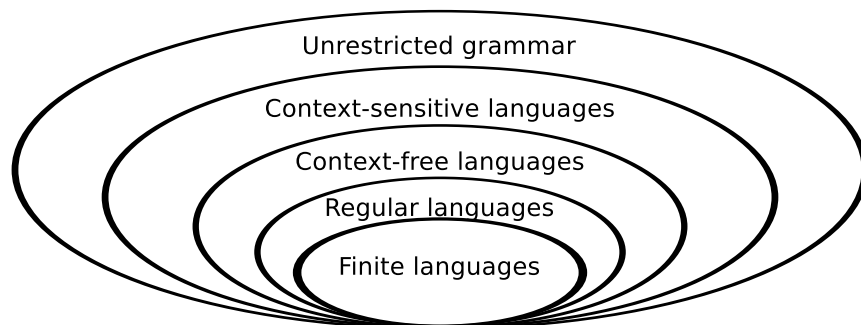 Unrestricted grammar
Context-sensitive languages
Context-free languages
Regular languages
Finite languages